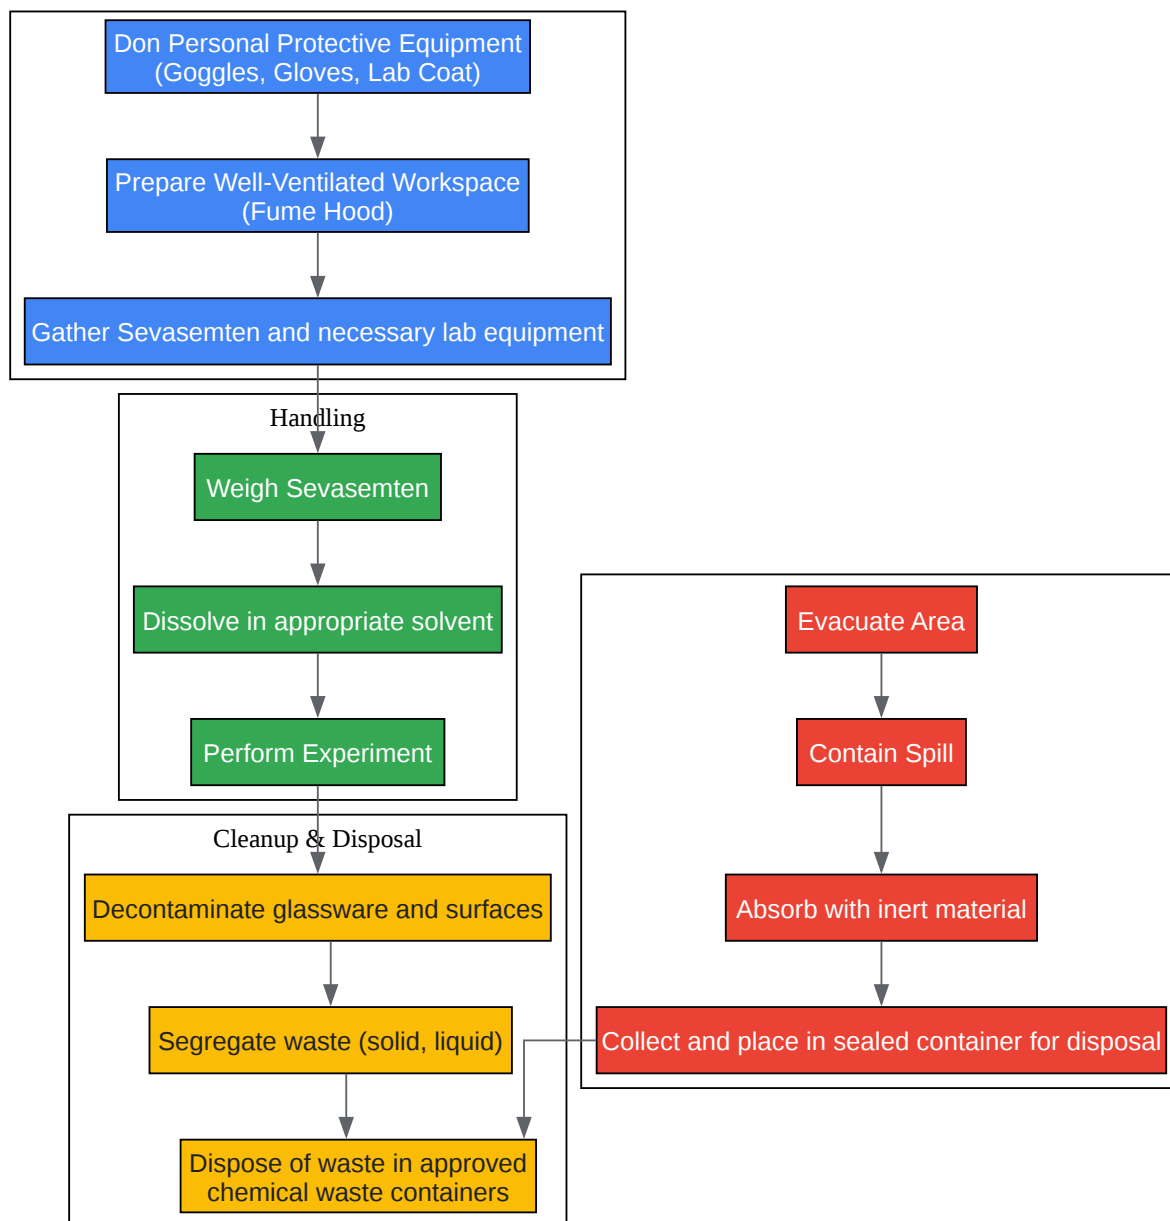 Don Personal Protective Equipment
(Goggles, Gloves, Lab Coat)
Prepare Well-Ventilated Workspace
(Fume Hood)
Gather Sevasemten and necessary lab equipment
Handling
Weigh Sevasemten
Dissolve in appropriate solvent
Perform Experiment
Cleanup & Disposal
Decontaminate glassware and surfaces
Segregate waste (solid, liquid)
Dispose of waste in approved
chemical waste containers
Evacuate Area
Contain Spill
Absorb with inert material
Collect and place in sealed container for disposal